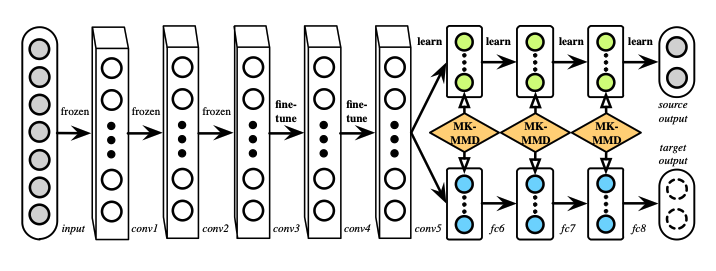 learn learn learn learn
frozen frozen frozen
fine-
tune
fine-
tune
source
output
MK-
MMD
MK-
MMD
MK-
MMD
target
output
input conv1 conv2 conv3 conv4 conv5 fc6 fc7 fc8